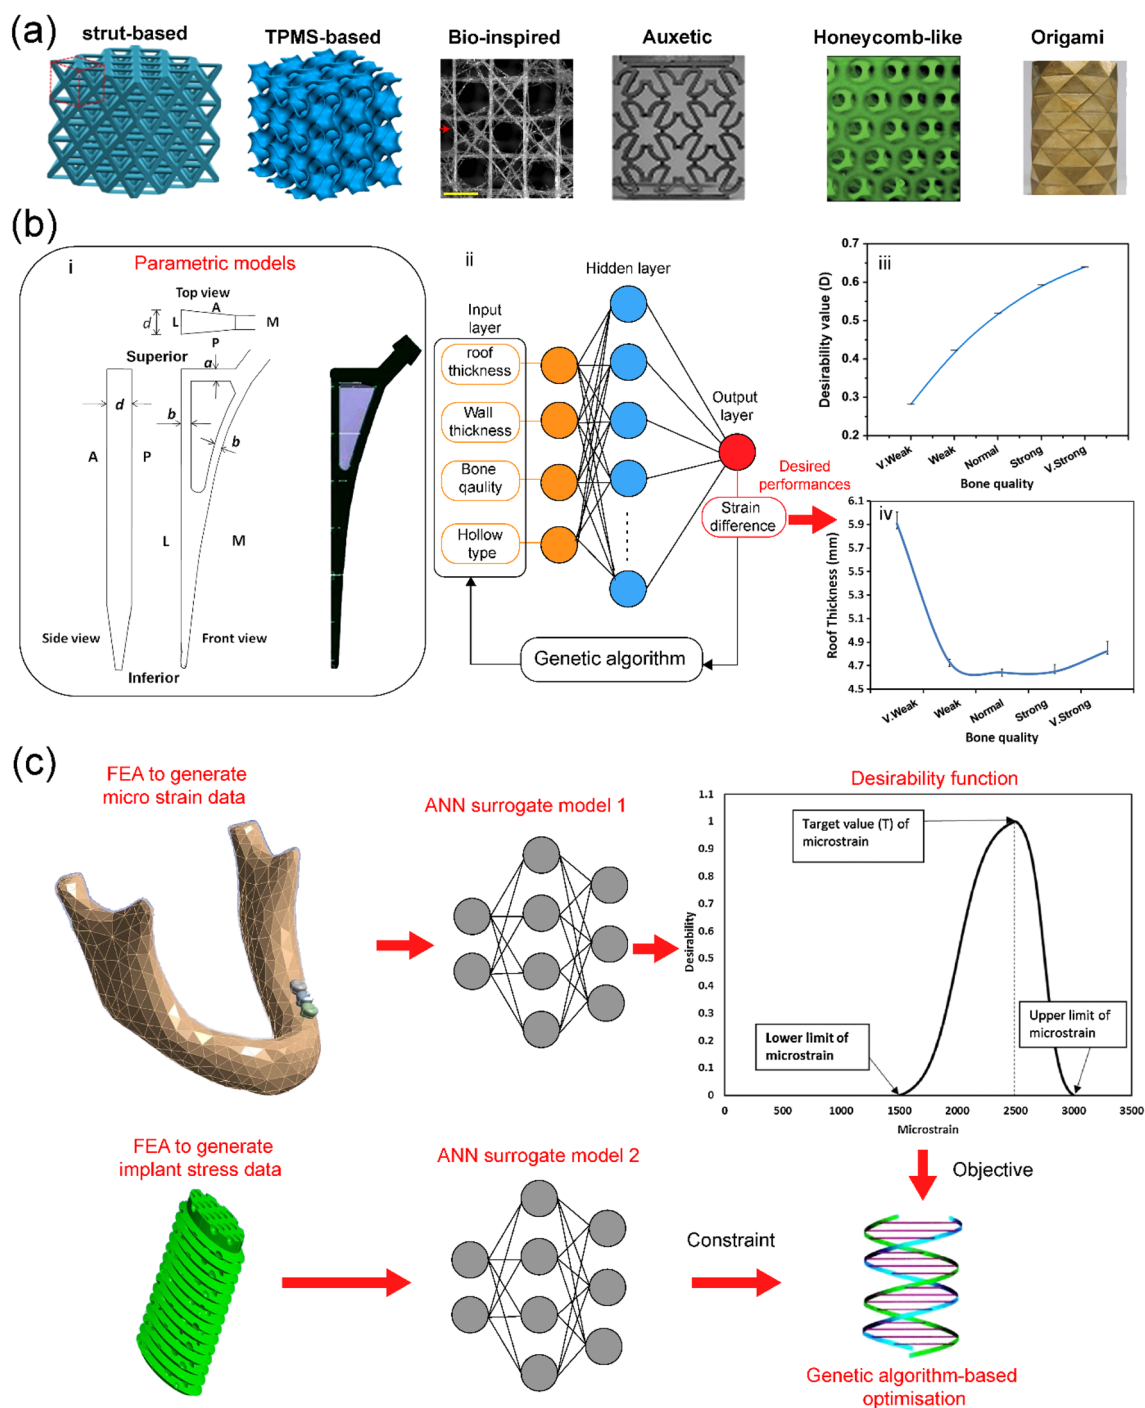 (a)
strut-based
TPMS-based
Bio-inspired
Auxetic
Honeycomb-like
Origami
(b)
i
Parametric models
Top view
A
d
L
M
P
Superior
a
d
b
b
A
P
L
M
Side view
Front view
Inferior
ii
Hidden layer
Input
layer
roof
thickness
Wall
thickness
Bone
qaulity
Hollow
type
Output
layer
Desired
performances
Strain
difference
Genetic algorithm
iii
Desirability value (D)
0.7
0.6
0.5
0.4
0.3
0.2
V.Weak
Weak
Normal
Strong
V.Strong
Bone quality
iv
Roof Thickness (mm)
6.1
5.9
5.7
5.5
5.3
5.1
4.9
4.7
4.5
V.Weak
Weak
Normal
Strong
V.Strong
Bone quality
(c)
FEA to generate
micro strain data
ANN surrogate model 1
Desirability function
Desirability
1.1
1
0.9
0.8
0.7
0.6
0.5
0.4
0.3
0.2
0.1
0
Target value (T) of
microstrain
Lower limit of
microstrain
Upper limit of
microstrain
0
500
1000
1500
2000
2500
3000
3500
Microstrain
FEA to generate
implant stress data
ANN surrogate model 2
Constraint
Objective
Genetic algorithm-based
optimisation